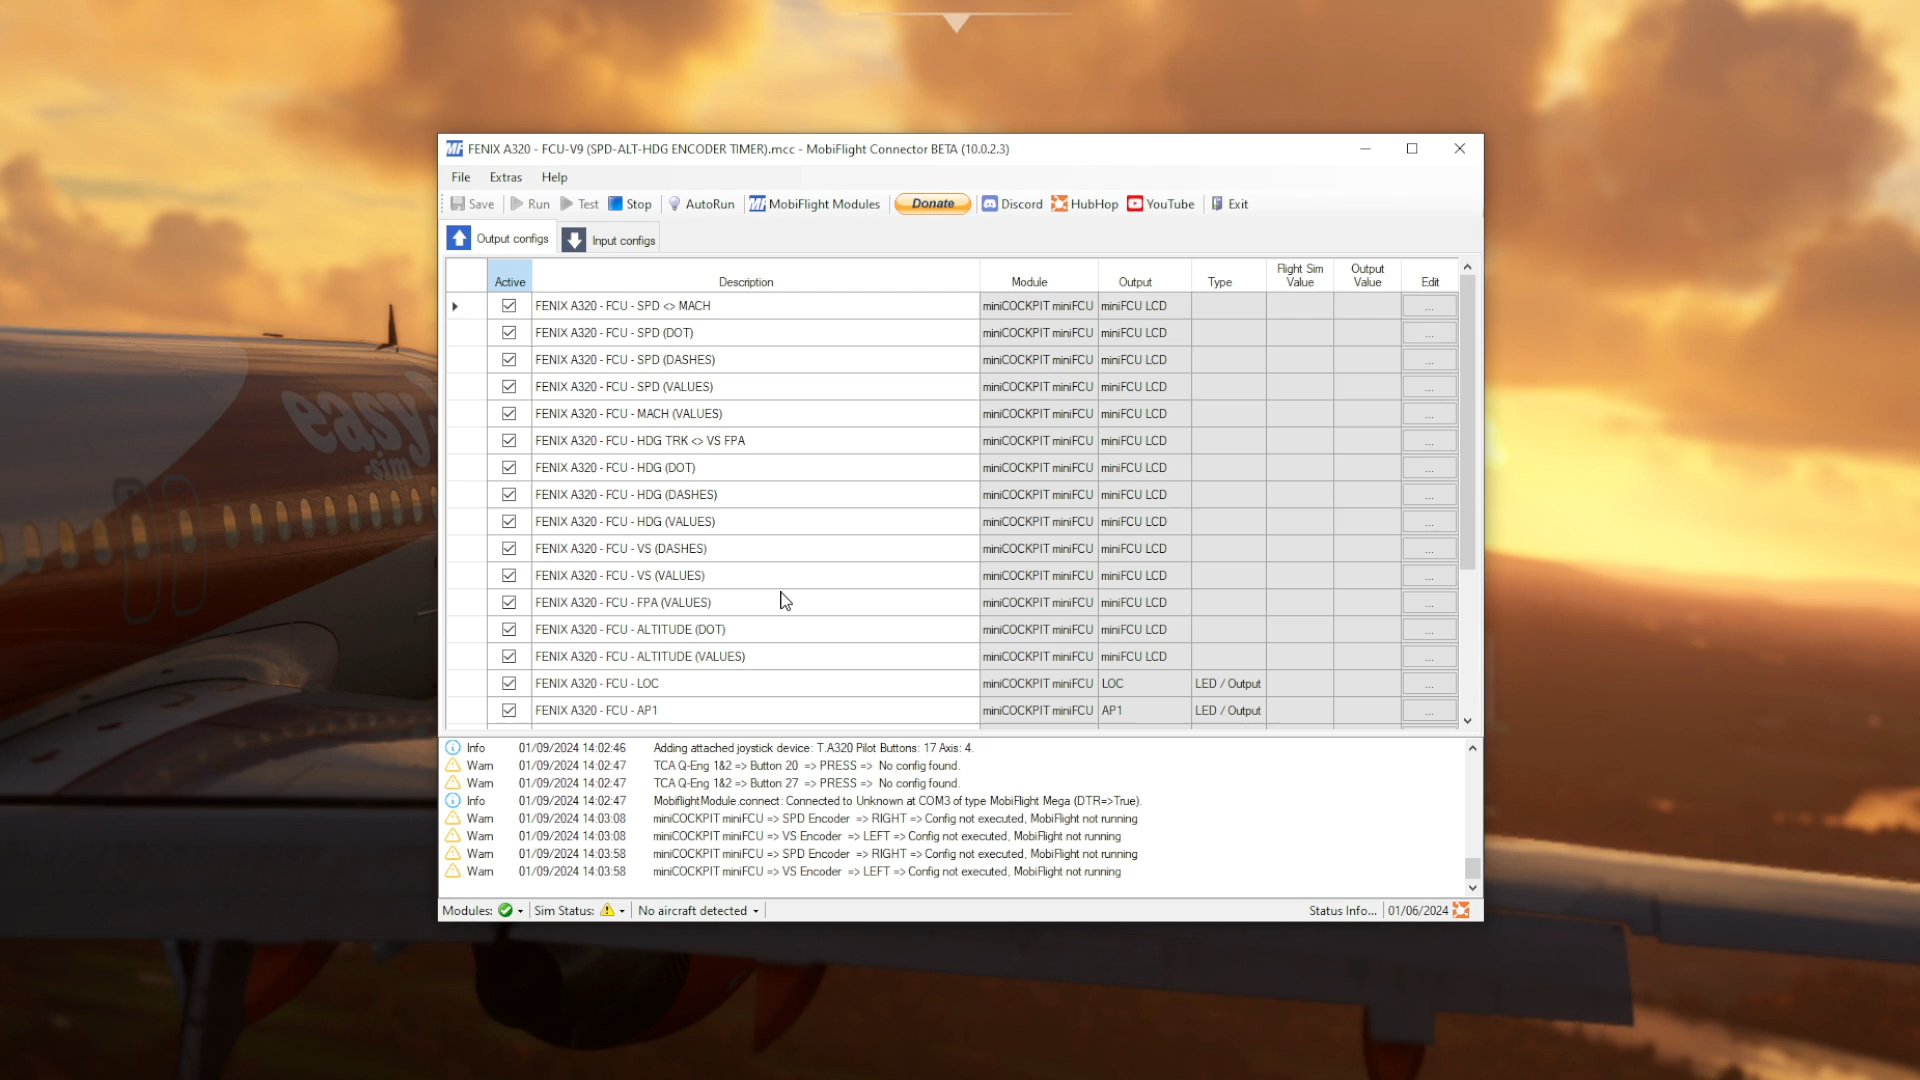 FENIX A320 - FCU-V9 (SPD-ALT-HDG ENCODER TIMER).mcc - MobiFlight Connector BETA (10.0.2.3)
File Extras Help
Save Run Test Stop AutoRun MobiFlight Modules Donate Discord HubHop YouTube Exit
Output configs Input configs
Active Description Module Output Type Flight Sim Value Output Value Edit
FENIX A320 - FCU - SPD <> MACH miniCOCKPIT miniFCU miniFCU LCD ...
FENIX A320 - FCU - SPD (DOT) miniCOCKPIT miniFCU miniFCU LCD ...
FENIX A320 - FCU - SPD (DASHES) miniCOCKPIT miniFCU miniFCU LCD ...
FENIX A320 - FCU - SPD (VALUES) miniCOCKPIT miniFCU miniFCU LCD ...
FENIX A320 - FCU - MACH (VALUES) miniCOCKPIT miniFCU miniFCU LCD ...
FENIX A320 - FCU - HDG TRK <> VS FPA miniCOCKPIT miniFCU miniFCU LCD ...
FENIX A320 - FCU - HDG (DOT) miniCOCKPIT miniFCU miniFCU LCD ...
FENIX A320 - FCU - HDG (DASHES) miniCOCKPIT miniFCU miniFCU LCD ...
FENIX A320 - FCU - HDG (VALUES) miniCOCKPIT miniFCU miniFCU LCD ...
FENIX A320 - FCU - VS (DASHES) miniCOCKPIT miniFCU miniFCU LCD ...
FENIX A320 - FCU - VS (VALUES) miniCOCKPIT miniFCU miniFCU LCD ...
FENIX A320 - FCU - FPA (VALUES) miniCOCKPIT miniFCU miniFCU LCD ...
FENIX A320 - FCU - ALTITUDE (DOT) miniCOCKPIT miniFCU miniFCU LCD ...
FENIX A320 - FCU - ALTITUDE (VALUES) miniCOCKPIT miniFCU miniFCU LCD ...
FENIX A320 - FCU - LOC miniCOCKPIT miniFCU LOC LED / Output ...
FENIX A320 - FCU - AP1 miniCOCKPIT miniFCU AP1 LED / Output ...
Info 01/09/2024 14:02:46 Adding attached joystick device: T.A320 Pilot Buttons: 17 Axis: 4.
Warn 01/09/2024 14:02:47 TCA Q-Eng 1&2 => Button 20 => PRESS => No config found.
Warn 01/09/2024 14:02:47 TCA Q-Eng 1&2 => Button 27 => PRESS => No config found.
Info 01/09/2024 14:02:47 MobiflightModule.connect: Connected to Unknown at COM3 of type MobiFlight Mega (DTR=>True).
Warn 01/09/2024 14:03:08 miniCOCKPIT miniFCU => SPD Encoder => RIGHT => Config not executed, MobiFlight not running
Warn 01/09/2024 14:03:08 miniCOCKPIT miniFCU => VS Encoder => LEFT => Config not executed, MobiFlight not running
Warn 01/09/2024 14:03:58 miniCOCKPIT miniFCU => SPD Encoder => RIGHT => Config not executed, MobiFlight not running
Warn 01/09/2024 14:03:58 miniCOCKPIT miniFCU => VS Encoder => LEFT => Config not executed, MobiFlight not running
Modules: Sim Status: No aircraft detected Status Info... 01/06/2024
easy
sim